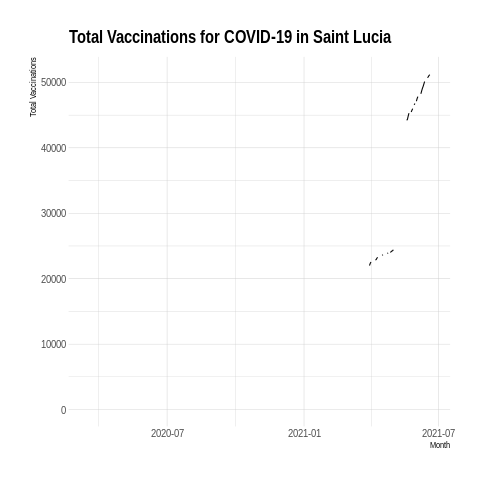 Total Vaccinations for COVID-19 in Saint Lucia
Total Vaccinations
50000
40000
30000
20000
10000
0
2020-07 2021-01 2021-07
Month